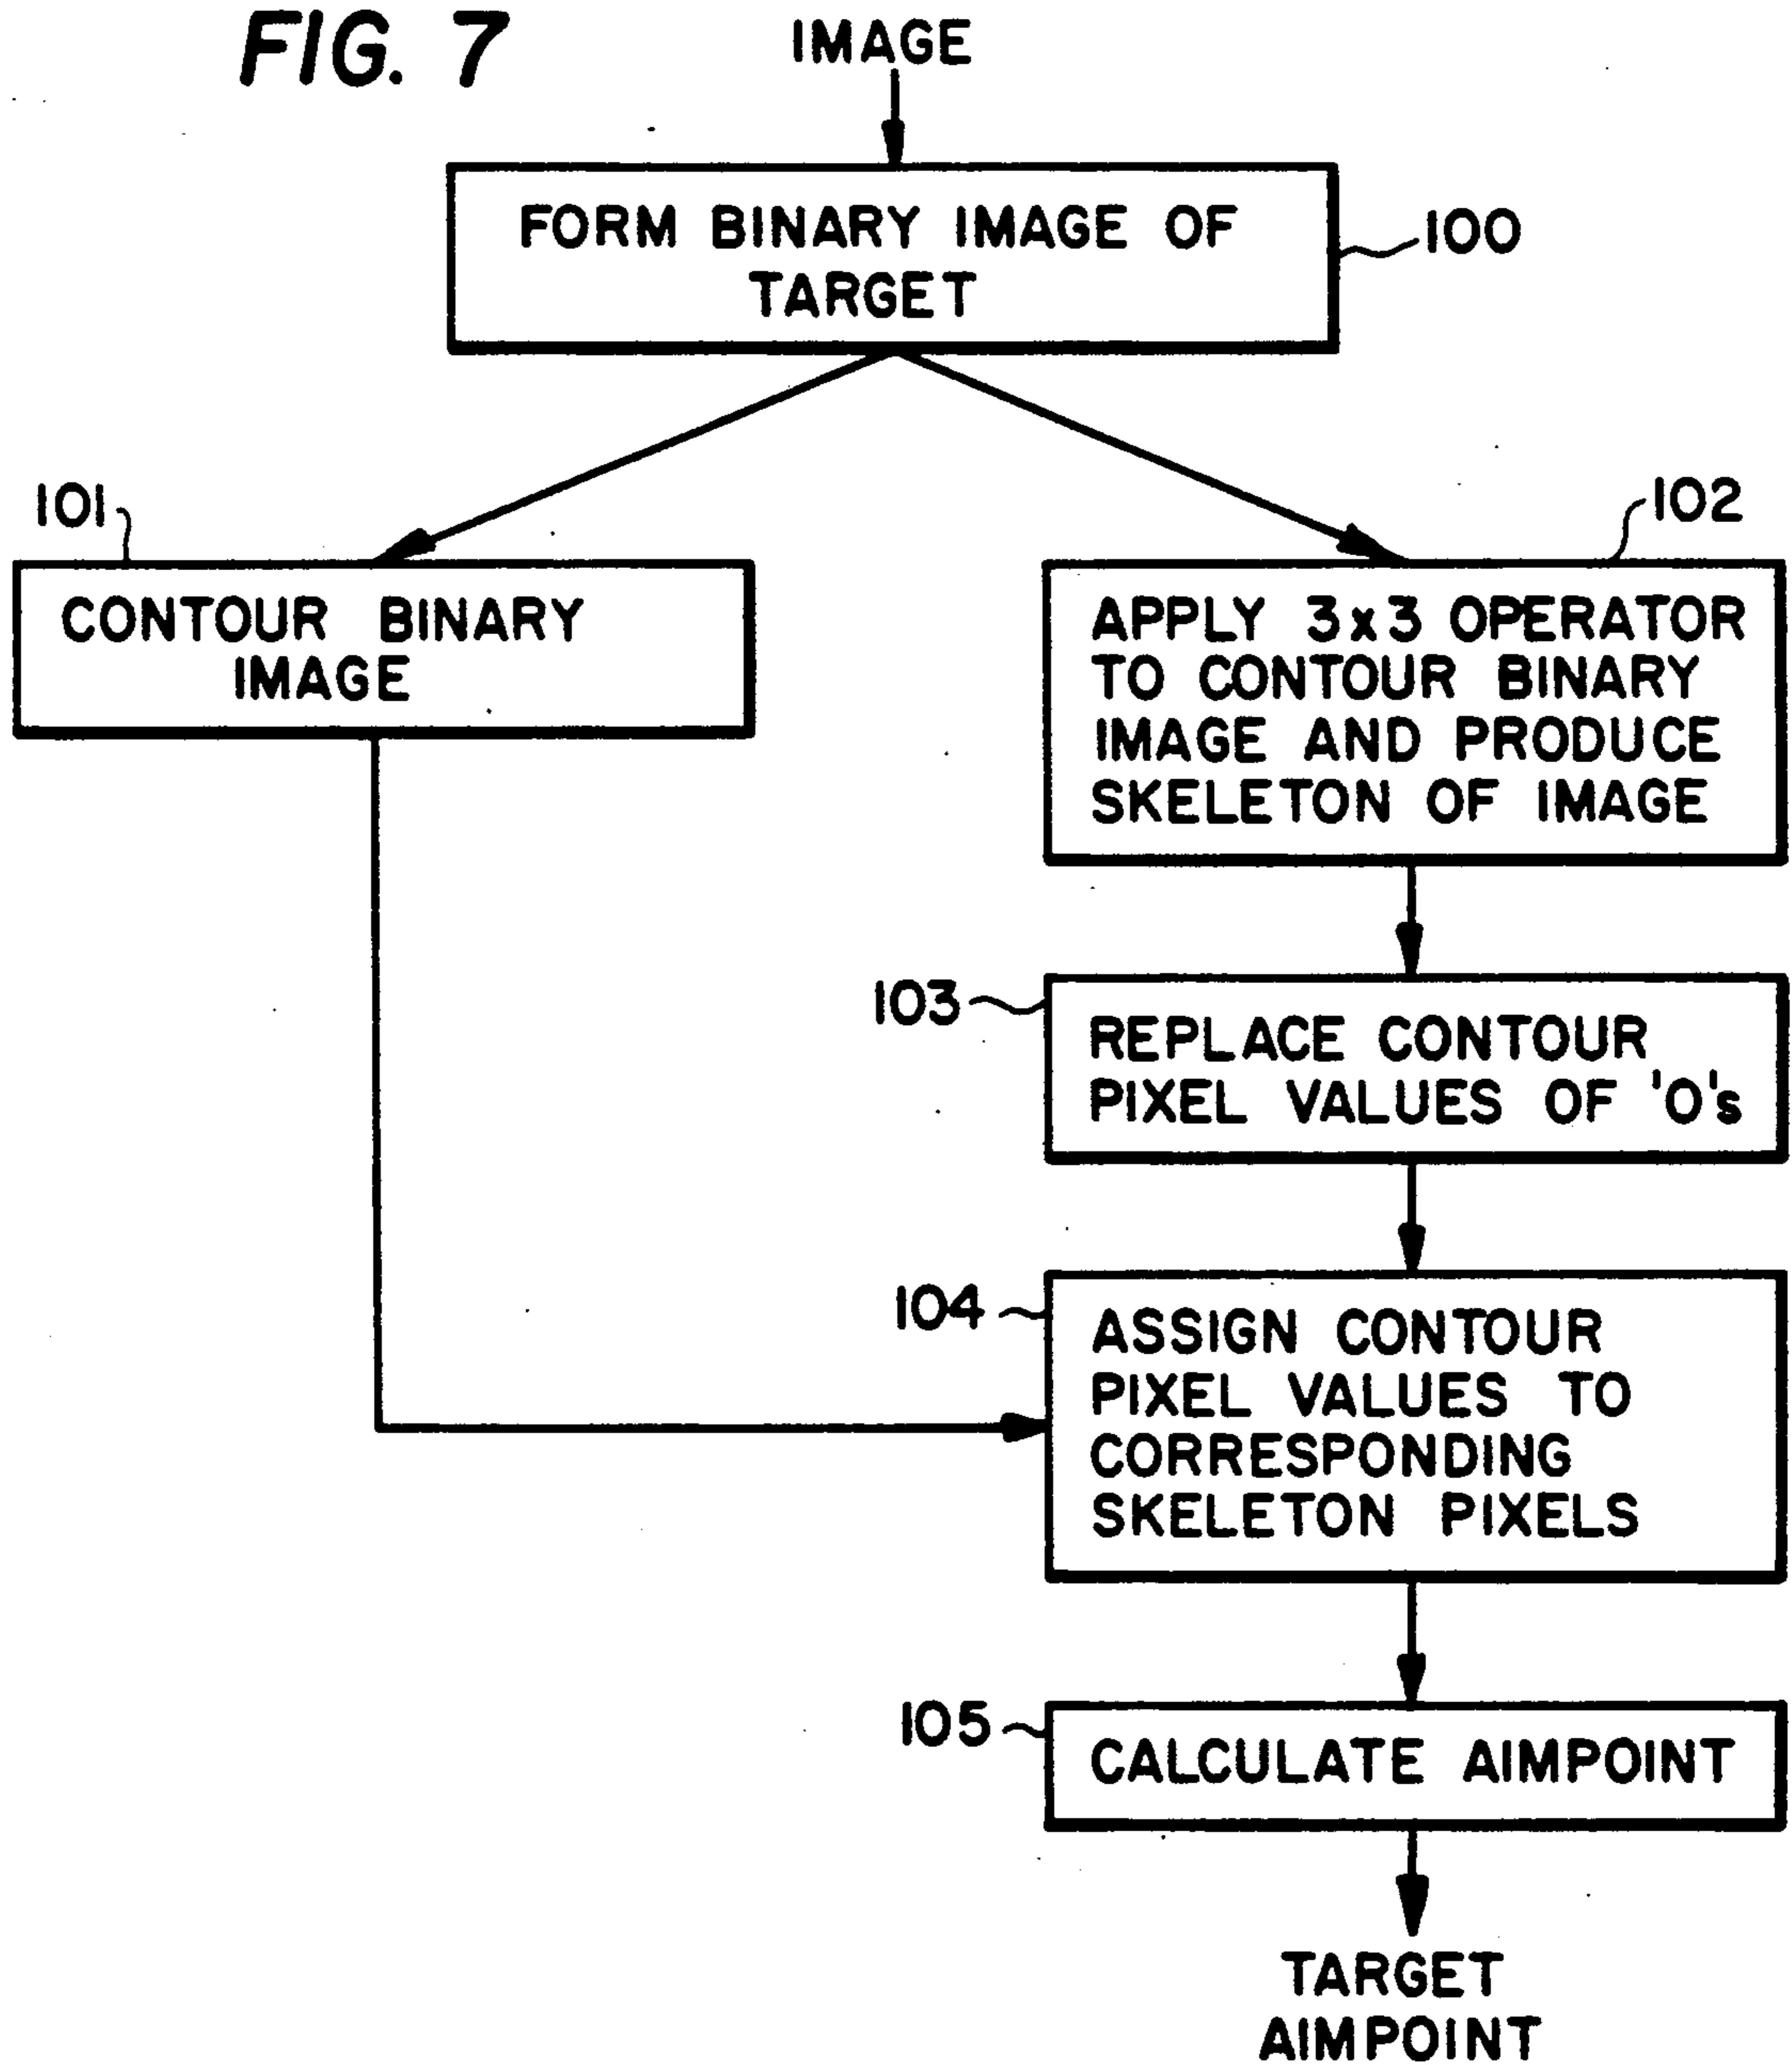 FIG. 7
IMAGE
FORM BINARY IMAGE OF
TARGET
100
101
CONTOUR BINARY
IMAGE
102
APPLY 3x3 OPERATOR
TO CONTOUR BINARY
IMAGE AND PRODUCE
SKELETON OF IMAGE
103
REPLACE CONTOUR
PIXEL VALUES OF '0's
104
ASSIGN CONTOUR
PIXEL VALUES TO
CORRESPONDING
SKELETON PIXELS
105
CALCULATE AIMPOINT
TARGET
AIMPOINT